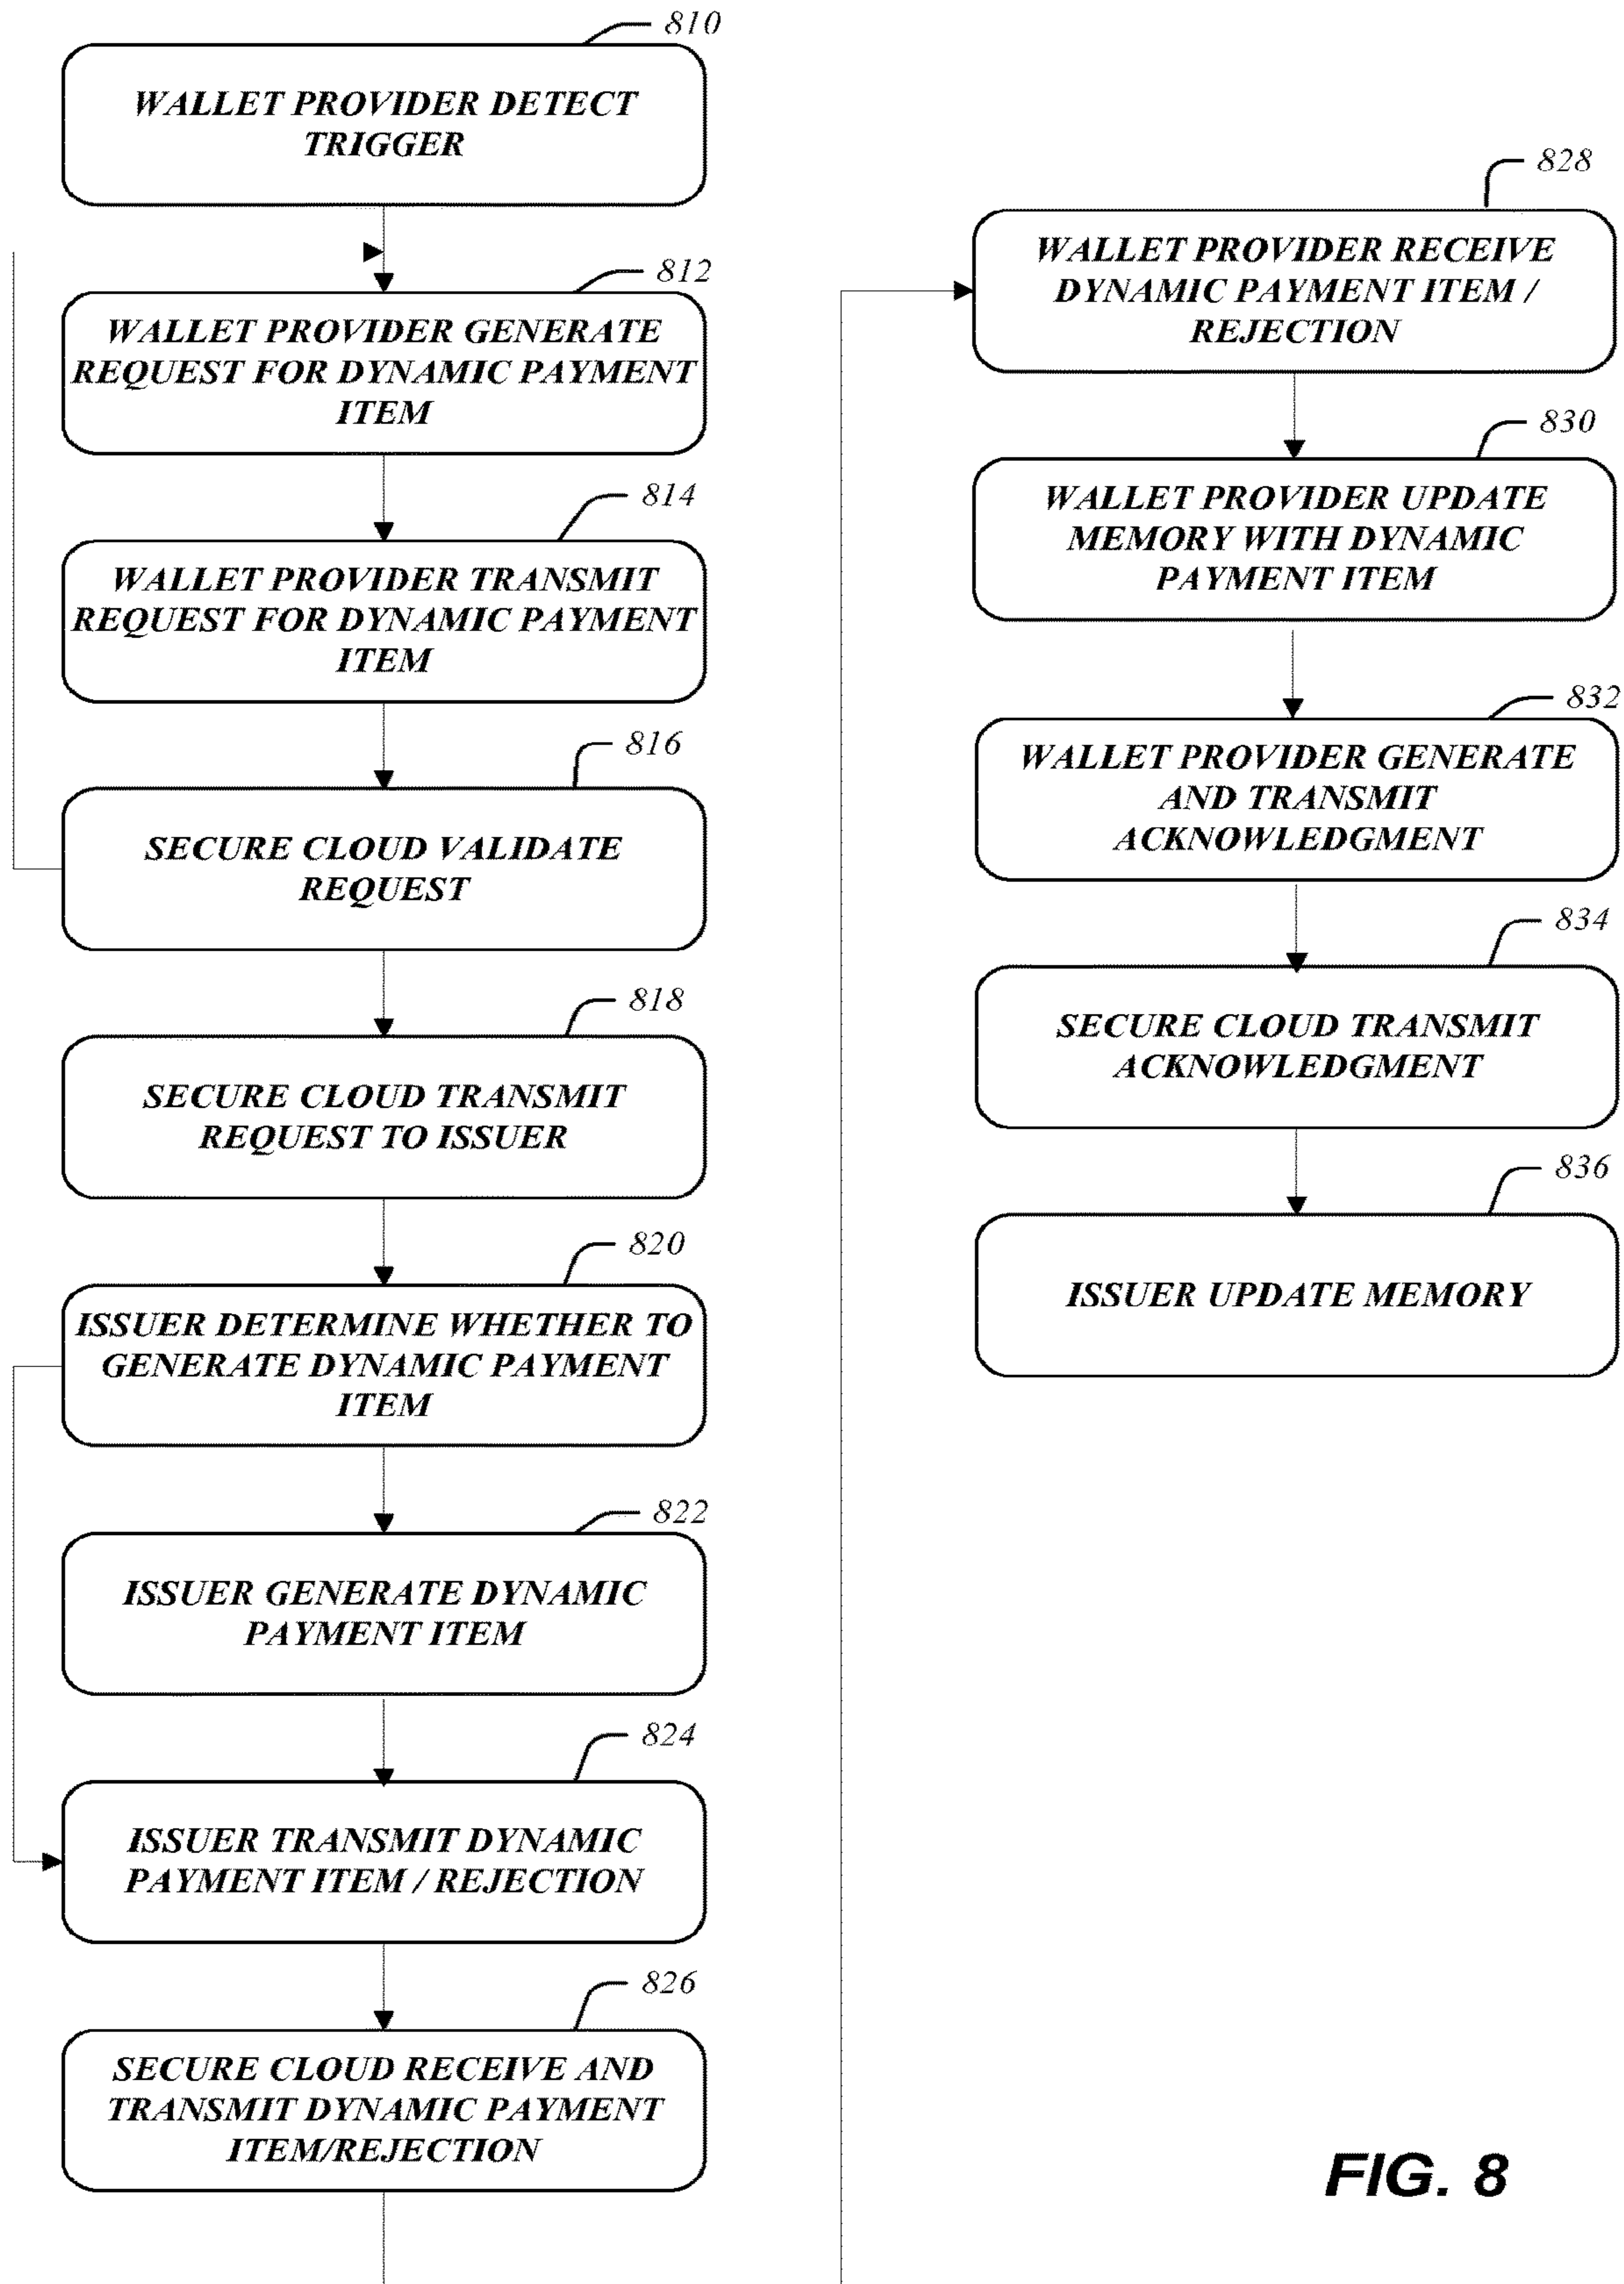 810
WALLET PROVIDER DETECT
TRIGGER
812
WALLET PROVIDER GENERATE
REQUEST FOR DYNAMIC PAYMENT
ITEM
814
WALLET PROVIDER TRANSMIT
REQUEST FOR DYNAMIC PAYMENT
ITEM
816
SECURE CLOUD VALIDATE
REQUEST
818
SECURE CLOUD TRANSMIT
REQUEST TO ISSUER
820
ISSUER DETERMINE WHETHER TO
GENERATE DYNAMIC PAYMENT
ITEM
822
ISSUER GENERATE DYNAMIC
PAYMENT ITEM
824
ISSUER TRANSMIT DYNAMIC
PAYMENT ITEM / REJECTION
826
SECURE CLOUD RECEIVE AND
TRANSMIT DYNAMIC PAYMENT
ITEM/REJECTION
828
WALLET PROVIDER RECEIVE
DYNAMIC PAYMENT ITEM /
REJECTION
830
WALLET PROVIDER UPDATE
MEMORY WITH DYNAMIC
PAYMENT ITEM
832
WALLET PROVIDER GENERATE
AND TRANSMIT
ACKNOWLEDGMENT
834
SECURE CLOUD TRANSMIT
ACKNOWLEDGMENT
836
ISSUER UPDATE MEMORY
FIG. 8